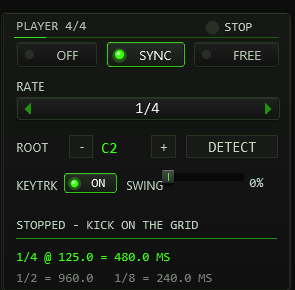 PLAYER 4/4 STOP
OFF SYNC FREE
RATE
1/4
ROOT - C2 + DETECT
KEYTRK ON SWING 0%
STOPPED - KICK ON THE GRID
1/4 @ 125.0 = 480.0 MS
1/2 = 960.0 1/8 = 240.0 MS